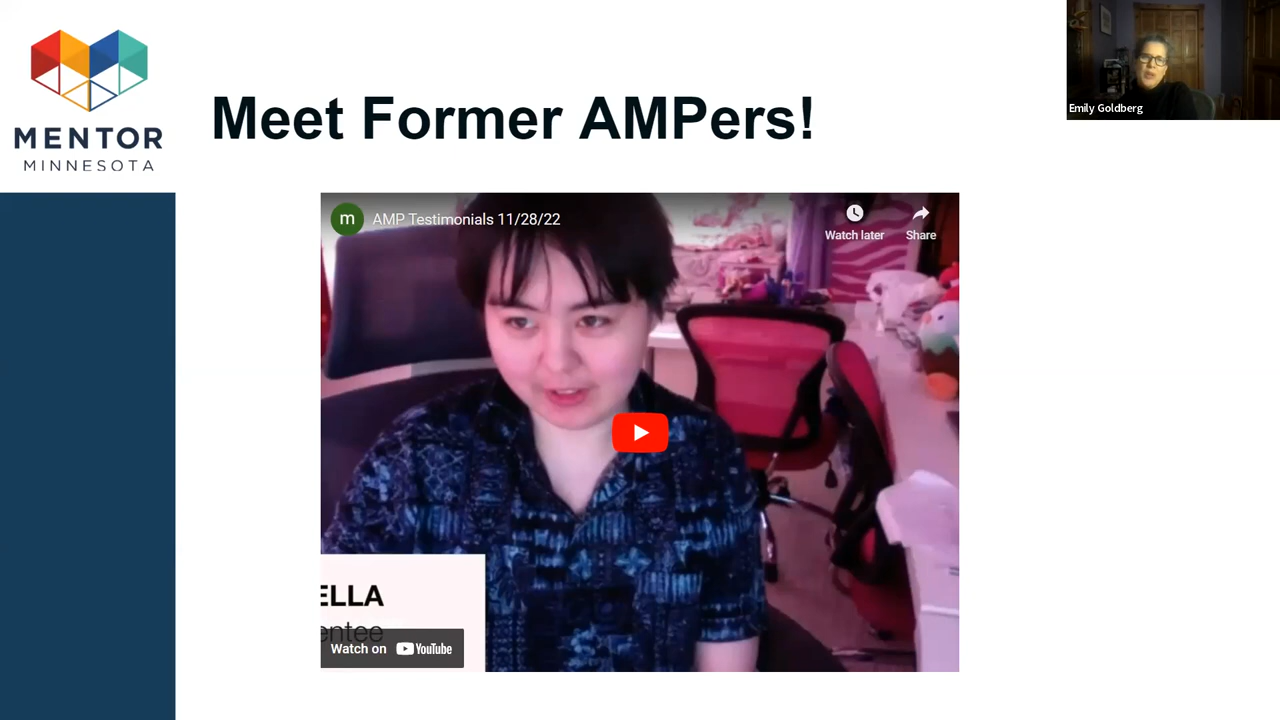 MENTOR
MINNESOTA
Meet Former AMPers!
Emily Goldberg
m
AMP Testimonials 11/28/22
Watch later
Share
ELLA
entee
Watch on YouTube